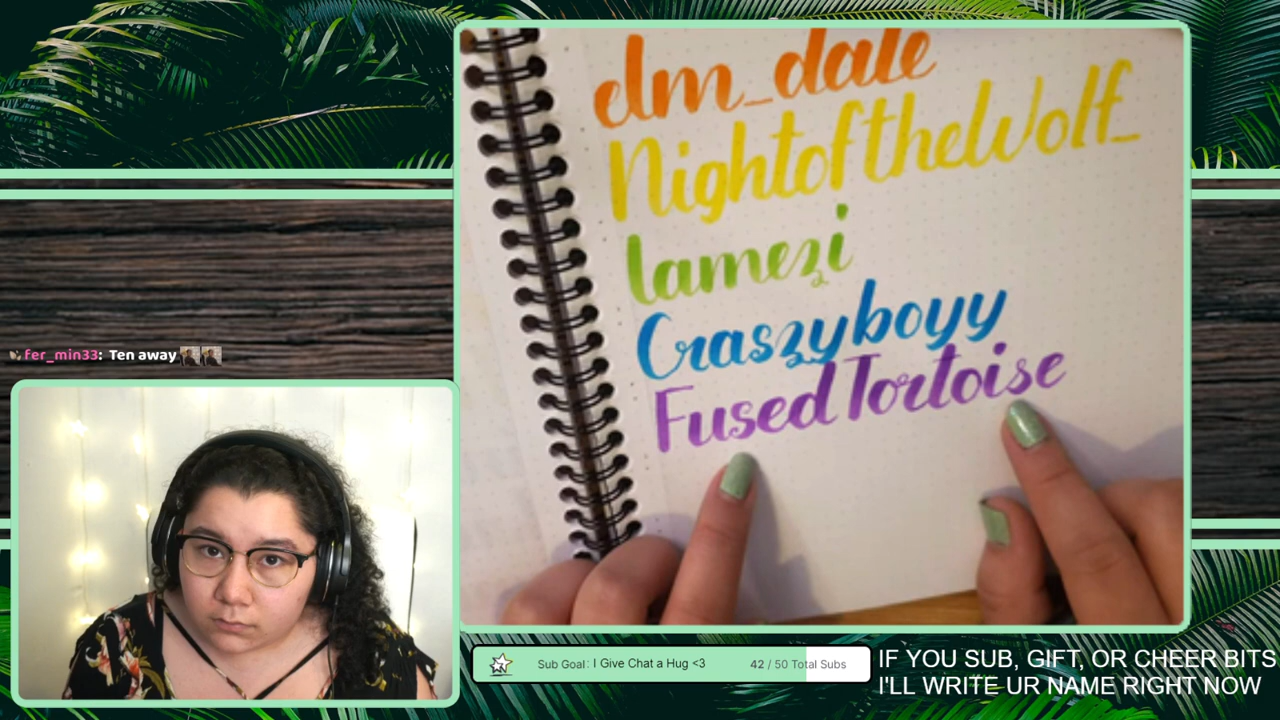 dm_dale
NightoftheWolf_
lamezi
Craszyboyy
FusedTortoise
fer_min33: Ten away
Sub Goal: I Give Chat a Hug <3 42 / 50 Total Subs
IF YOU SUB, GIFT, OR CHEER BITS
I'LL WRITE UR NAME RIGHT NOW